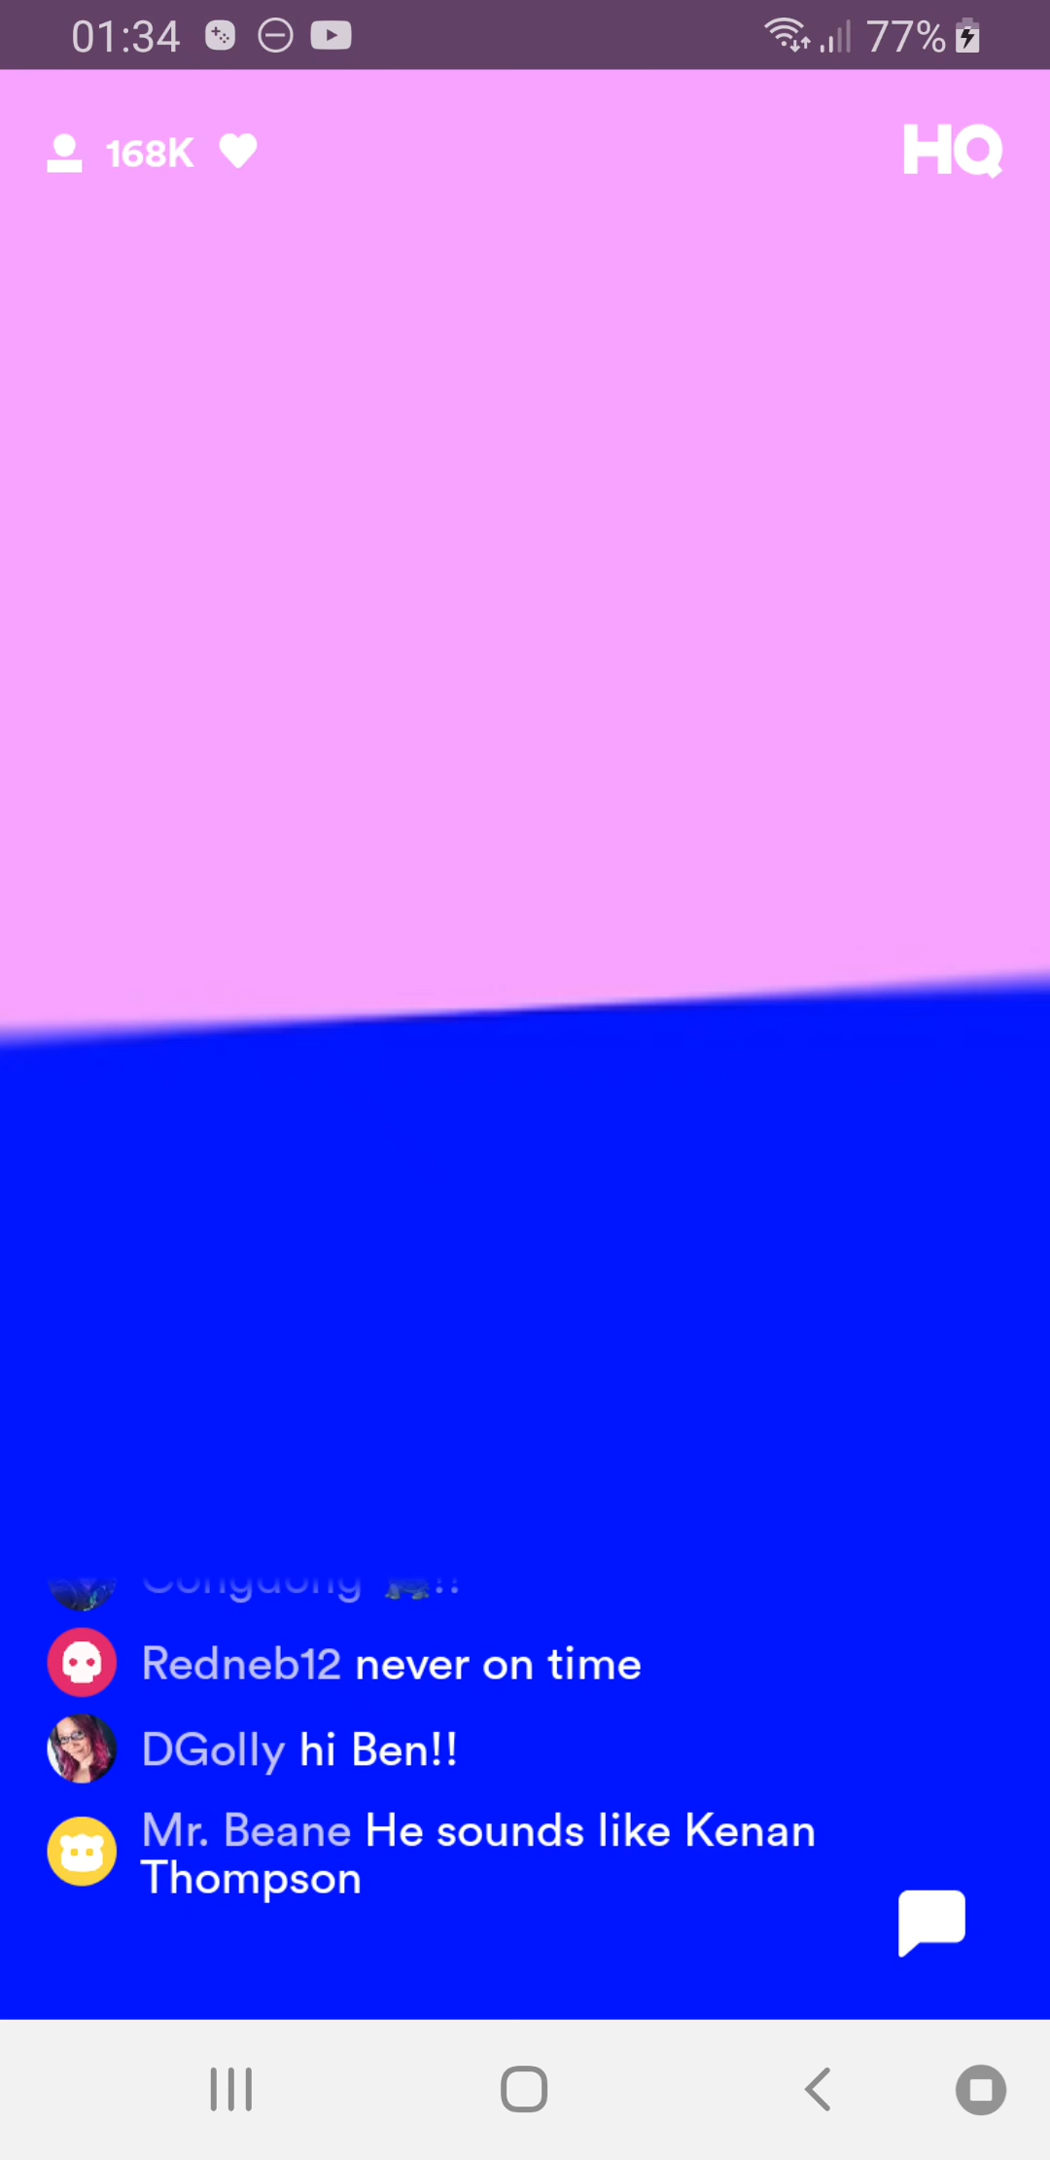 01:34 77%
168K HQ
Redneb12 never on time
DGolly hi Ben!!
Mr. Beane He sounds like Kenan
Thompson